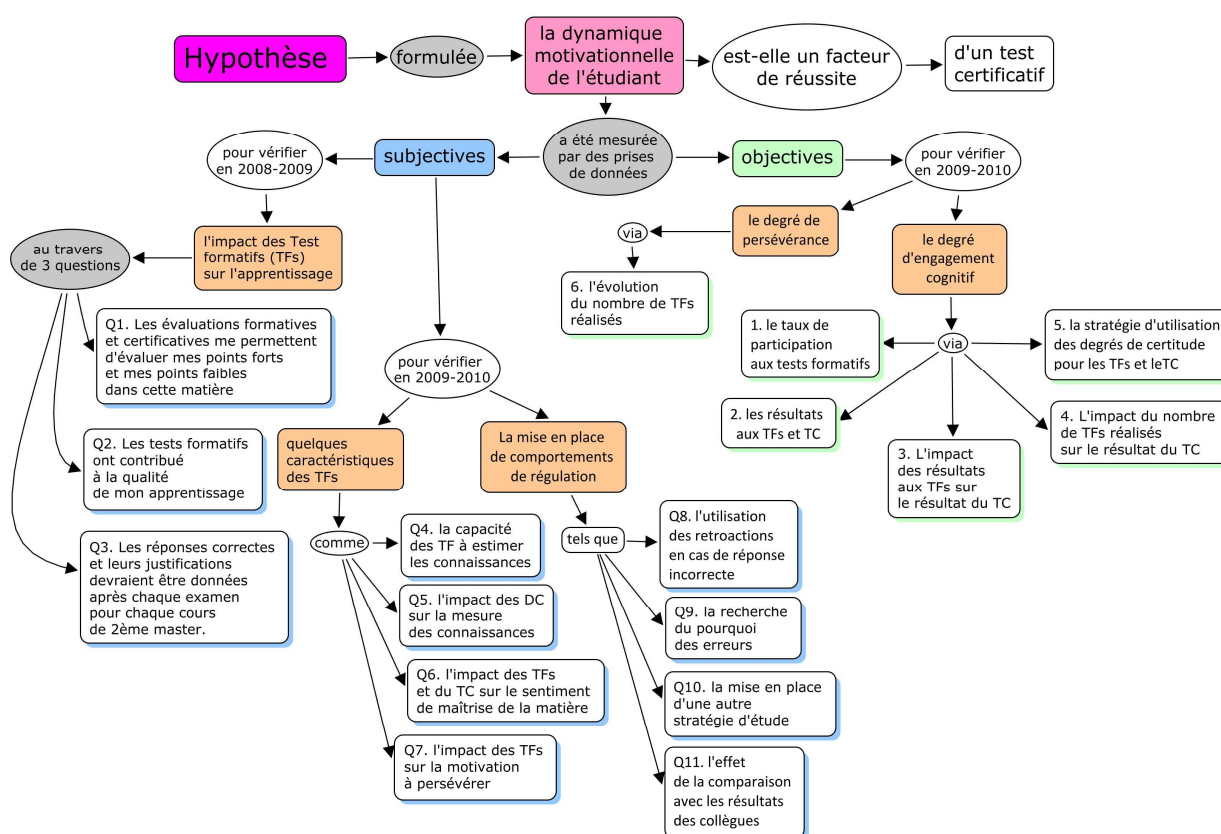 Hypothèse
formulée
la dynamique
motivationnelle
de l'étudiant
est-elle un facteur
de réussite
d'un test
certificatif
pour vérifier
en 2008-2009
subjectives
a été mesurée
par des prises
de données
objectives
pour vérifier
en 2009-2010
au travers
de 3 questions
l'impact des Test
formatifs (TFs)
sur l'apprentissage
via
le degré de
persévérance
le degré
d'engagement
cognitif
6. l'évolution
du nombre de TFs
réalisés
Q1. Les évaluations formatives
et certificatives me permettent
d'évaluer mes points forts
et mes points faibles
dans cette matière
pour vérifier
en 2009-2010
1. le taux de
participation
aux tests formatifs
via
5. la stratégie d'utilisation
des degrés de certitude
pour les TFs et leTC
2. les résultats
aux TFs et TC
3. L'impact
des résultats
aux TFs sur
le résultat du TC
4. L'impact du nombre
de TFs réalisés
sur le résultat du TC
Q2. Les tests formatifs
ont contribué
à la qualité
de mon apprentissage
quelques
caractéristiques
des TFs
La mise en place
de comportements
de régulation
Q3. Les réponses correctes
et leurs justifications
devraient être données
après chaque examen
pour chaque cours
de 2ème master.
comme
Q4. la capacité
des TF à estimer
les connaissances
tels que
Q8. l'utilisation
des retroactions
en cas de réponse
incorrecte
Q5. l'impact des DC
sur la mesure
des connaissances
Q9. la recherche
du pourquoi
des erreurs
Q6. l'impact des TFs
et du TC sur le sentiment
de maîtrise de la matière
Q10. la mise en place
d'une autre
stratégie d'étude
Q7. l'impact des TFs
sur la motivation
à persévérer
Q11. l'effet
de la comparaison
avec les résultats
des collègues